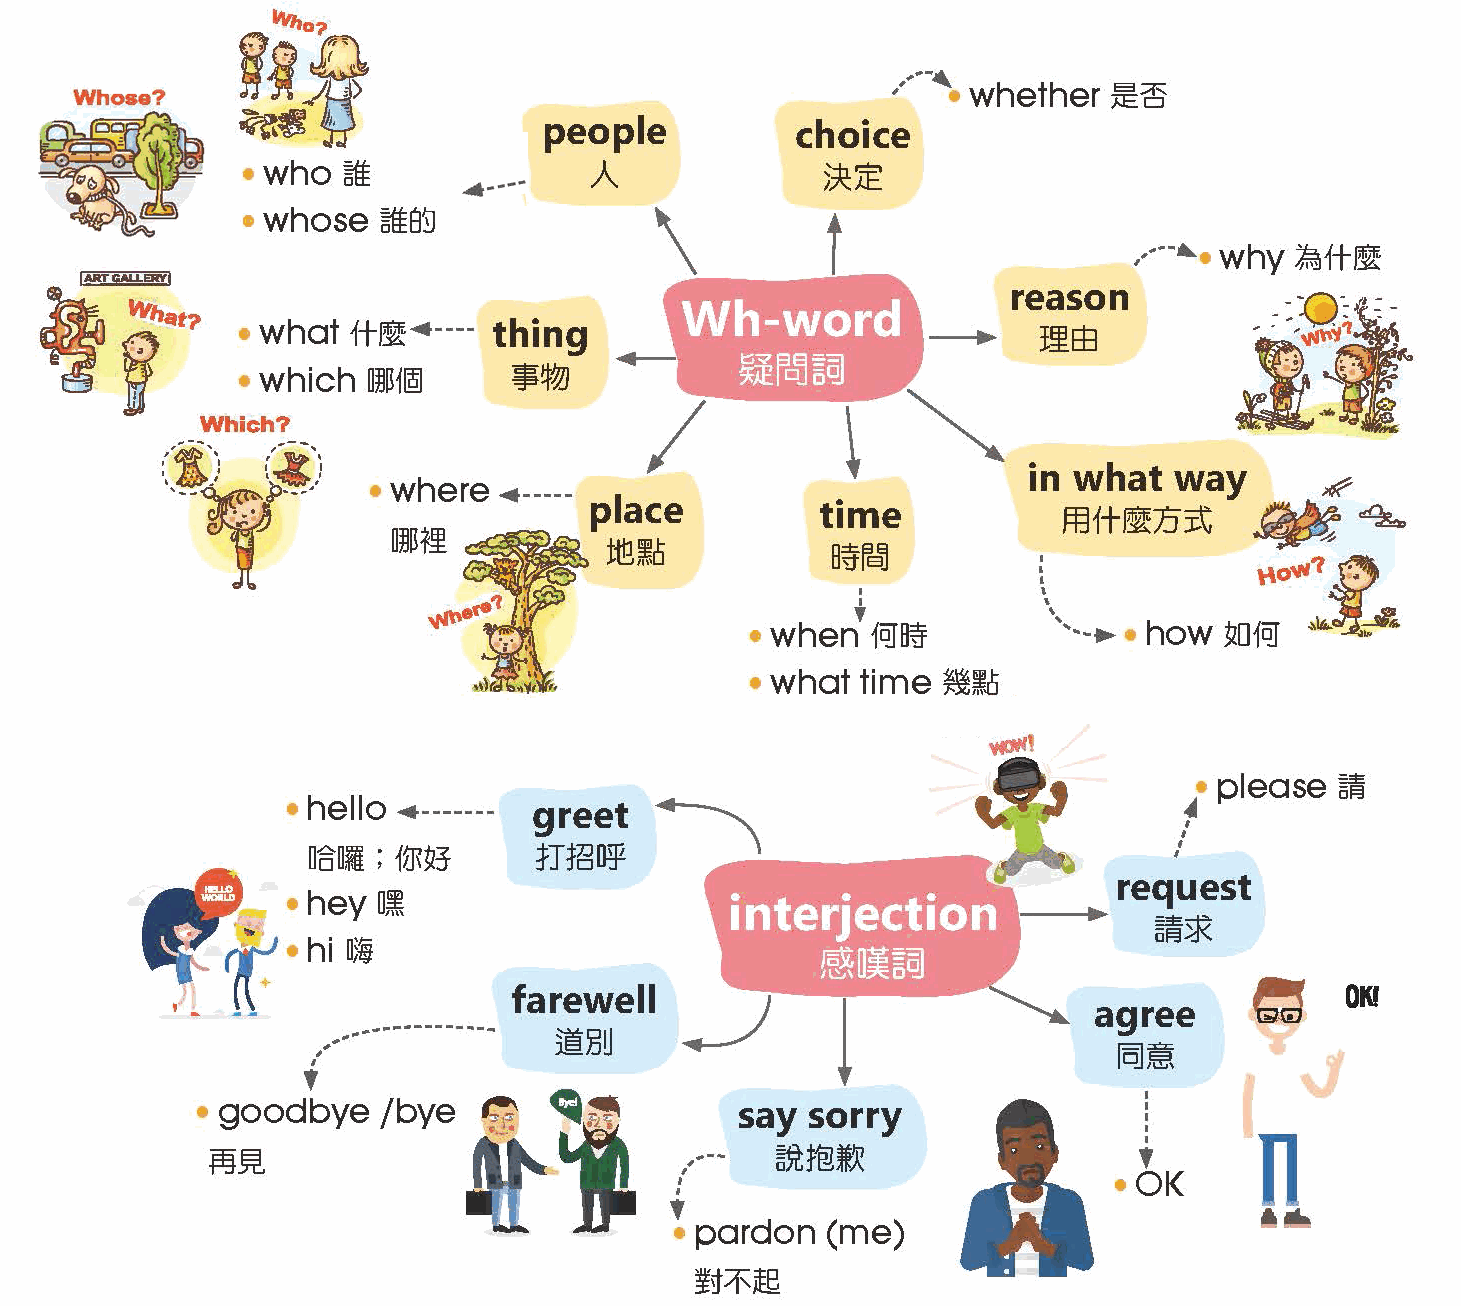 Who?
Whose?
who 誰
whose 誰的
people
人
choice
決定
whether 是否
ART GALLERY
What?
what 什麼
which 哪個
thing
事物
Wh-word
疑問詞
reason
理由
why 為什麼
Why?
Which?
where
哪裡
Where?
place
地點
time
時間
when 何時
what time 幾點
in what way
用什麼方式
How?
how 如何
WOW!
hello
哈囉；你好
hey 嘿
hi 嗨
HELLO
WORLD
greet
打招呼
interjection
感嘆詞
please 請
request
請求
farewell
道別
goodbye /bye
再見
Bye!
say sorry
說抱歉
pardon (me)
對不起
agree
同意
OK
OK!